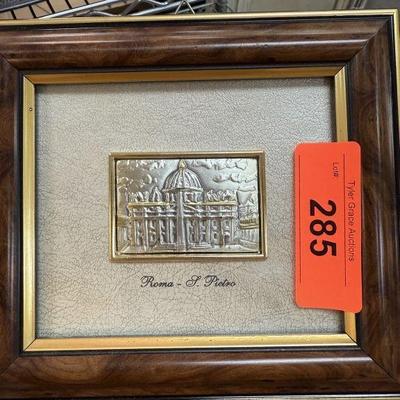 Roma - S. Pietro
Tyler Grace Auctions
Lot#
285